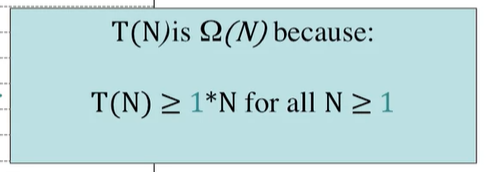 T(N)is Ω(N) because:
T(N) ≥ 1*N for all N ≥ 1